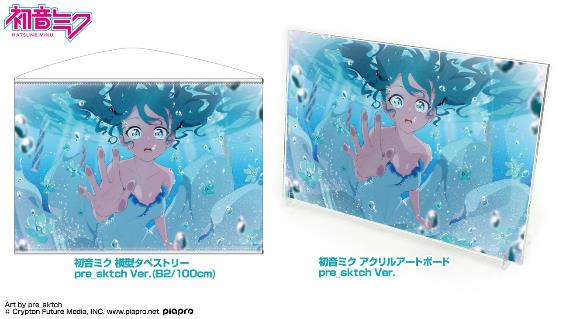 初音ミク
HATSUNE MIKU
初音ミク 横型タペストリー
pre_sktch Ver.(B2/100cm)
初音ミク アクリルアートボード
pre_sktch Ver.
Art by pre_sktch
© Crypton Future Media, INC. www.piapro.net piapro